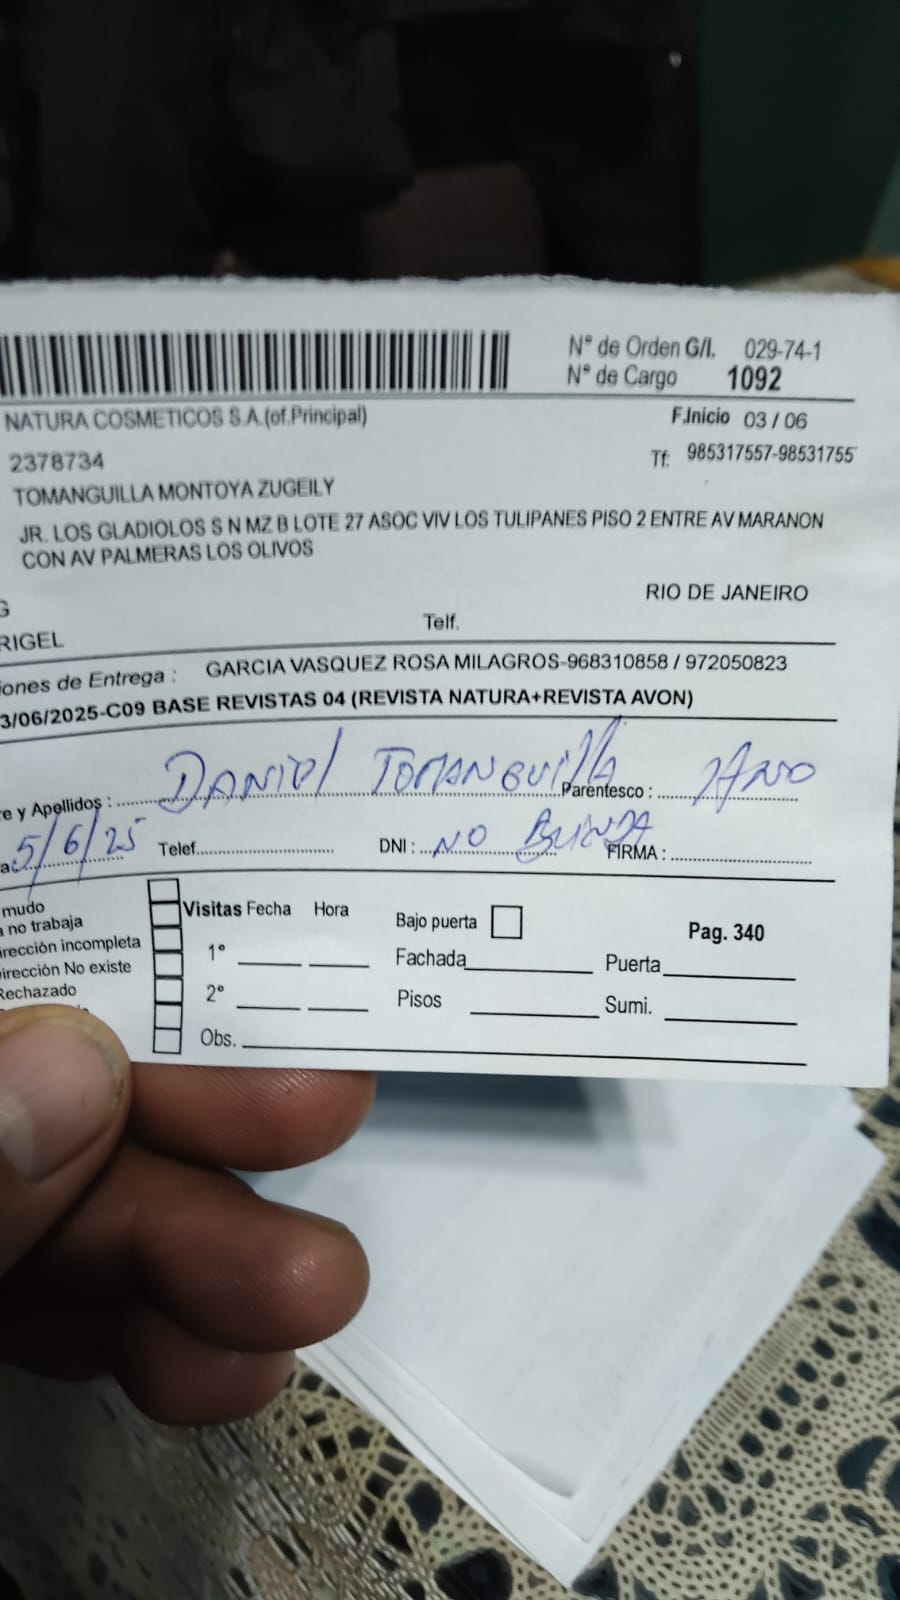 N° de Orden G/I. 029-74-1
N° de Cargo 1092
NATURA COSMETICOS S.A.(of.Principal) F.Inicio 03 / 06
2378734 Tf: 985317557-98531755
TOMANGUILLA MONTOYA ZUGEILY
JR. LOS GLADIOLOS S N MZ B LOTE 27 ASOC VIV LOS TULIPANES PISO 2 ENTRE AV MARANON
CON AV PALMERAS LOS OLIVOS
RIO DE JANEIRO
RIGEL Telf.
iones de Entrega : GARCIA VASQUEZ ROSA MILAGROS-968310858 / 972050823
3/06/2025-C09 BASE REVISTAS 04 (REVISTA NATURA+REVISTA AVON)
re y Apellidos : DANIEL TOMANGUILLA Parentesco :
a 5/6/25 Telef. DNI : NO BRINDA FIRMA :
mudo
no trabaja
irección incompleta
irección No existe
Rechazado
Visitas Fecha Hora
1°
2°
Obs.
Bajo puerta Pag. 340
Fachada Puerta
Pisos Sumi.